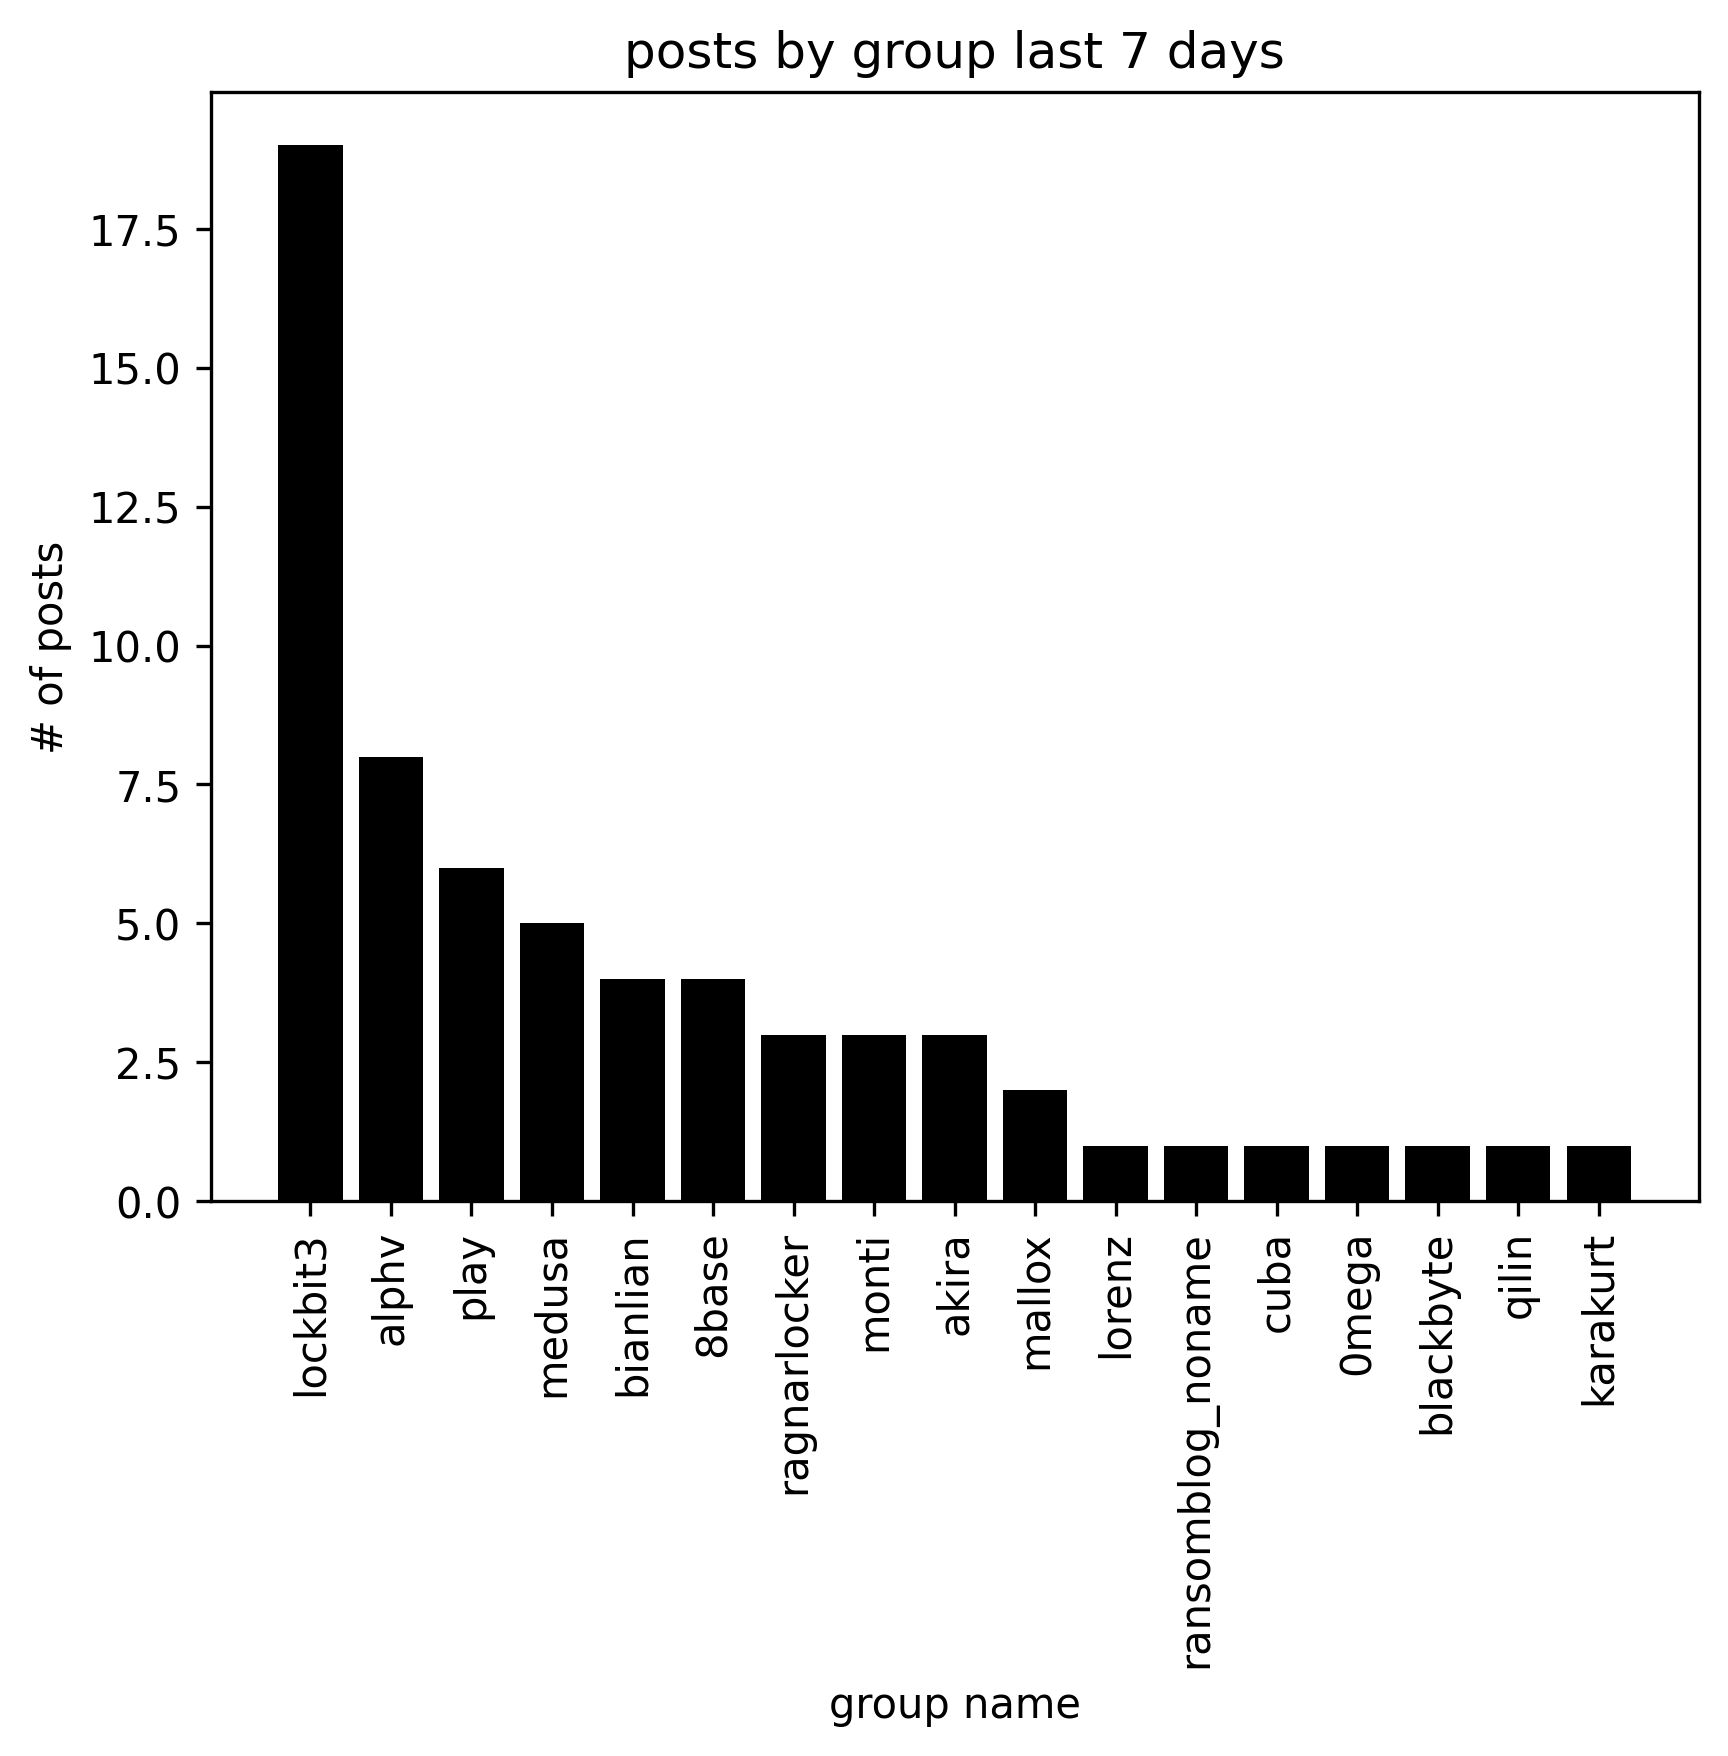 posts by group last 7 days
# of posts
17.5
15.0
12.5
10.0
7.5
5.0
2.5
0.0
lockbit3
alphv
play
medusa
bianlian
8base
ragnarlocker
monti
akira
mallox
lorenz
ransomblog_noname
cuba
0mega
blackbyte
qilin
karakurt
group name